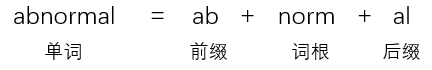 abnormal = ab + norm + al
单词 前缀 词根 后缀